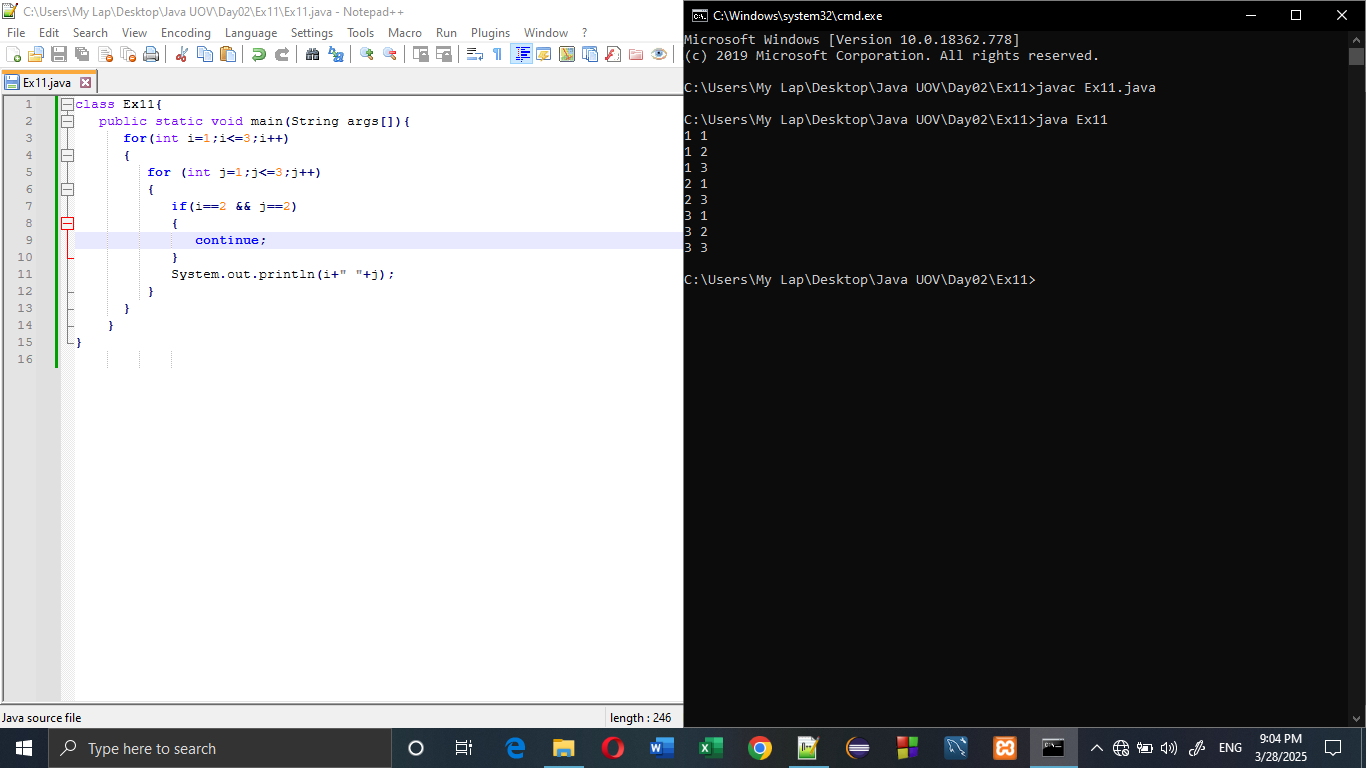 C:\Users\My Lap\Desktop\Java UOV\Day02\Ex11\Ex11.java - Notepad++
File Edit Search View Encoding Language Settings Tools Macro Run Plugins Window ?
Ex11.java
1 class Ex11{
2 public static void main(String args[]){
3 for(int i=1;i<=3;i++)
4 {
5 for (int j=1;j<=3;j++)
6 {
7 if(i==2 && j==2)
8 {
9 continue;
10 }
11 System.out.println(i+" "+j);
12 }
13 }
14 }
15 }
16
Java source file
length : 246
C:\Windows\system32\cmd.exe
Microsoft Windows [Version 10.0.18362.778]
(c) 2019 Microsoft Corporation. All rights reserved.
C:\Users\My Lap\Desktop\Java UOV\Day02\Ex11>javac Ex11.java
C:\Users\My Lap\Desktop\Java UOV\Day02\Ex11>java Ex11
1 1
1 2
1 3
2 1
2 3
3 1
3 2
3 3
C:\Users\My Lap\Desktop\Java UOV\Day02\Ex11>
Type here to search
ENG
9:04 PM
3/28/2025